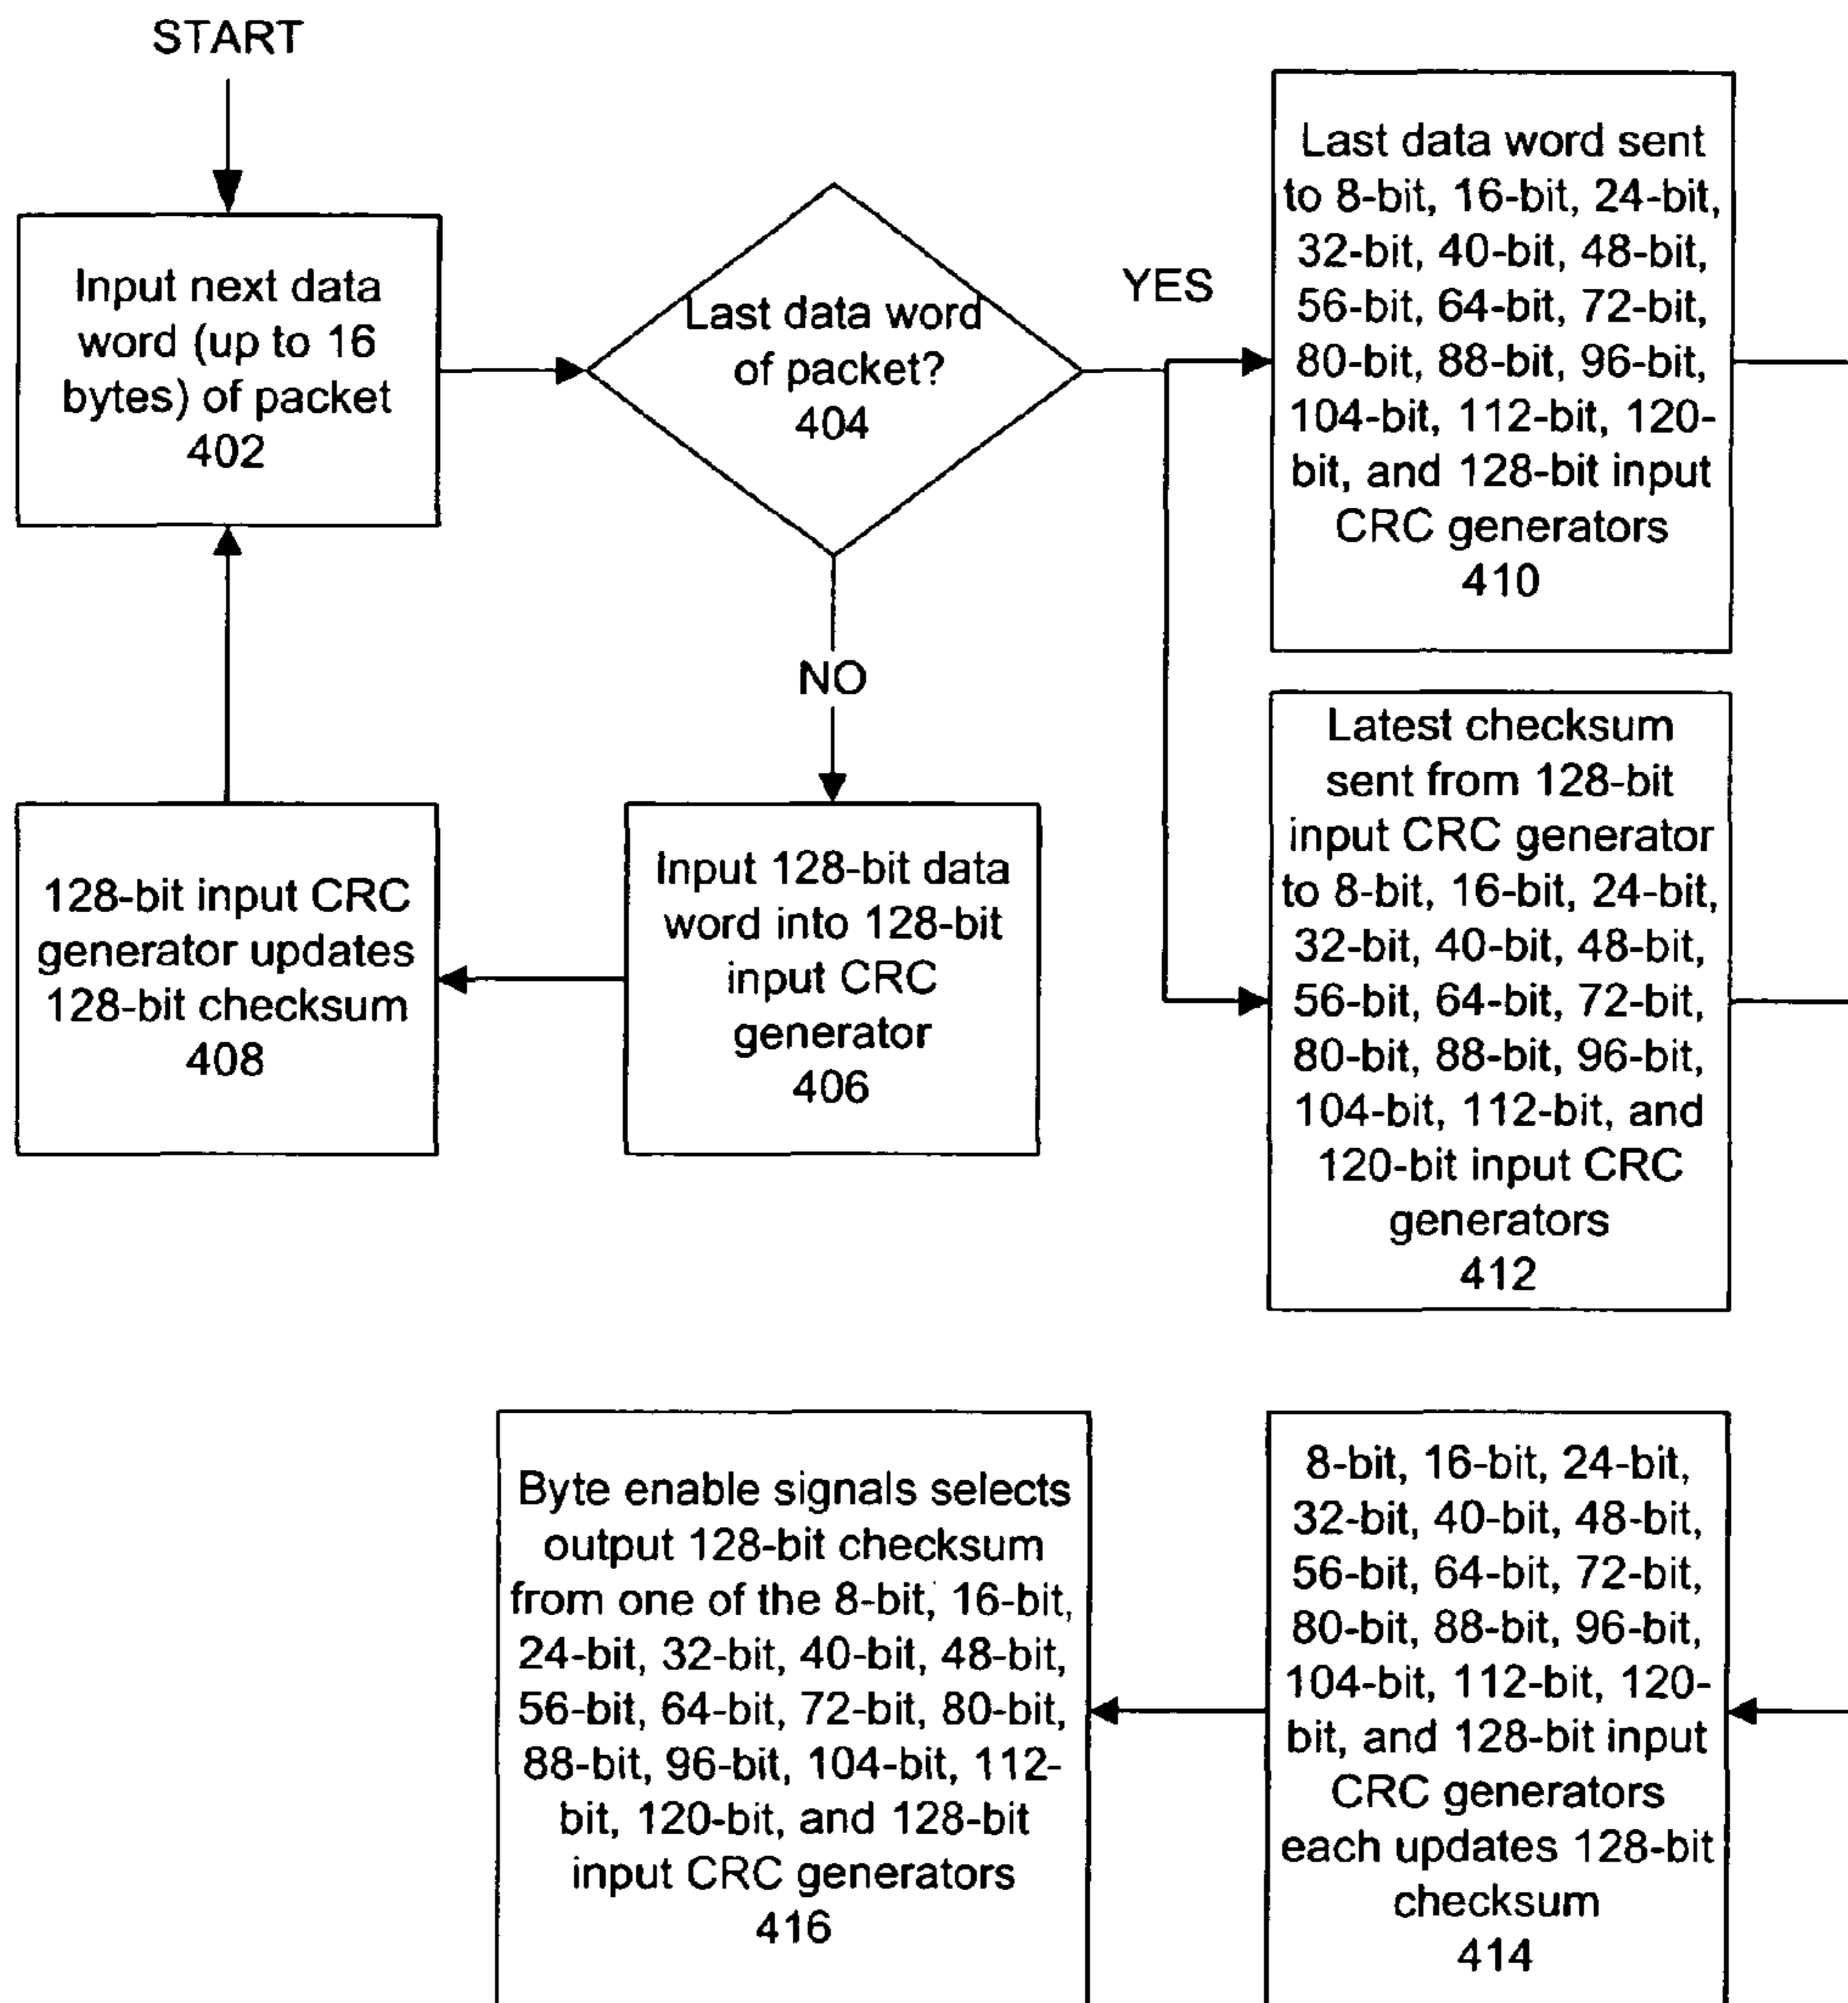 START
Input next data
word (up to 16
bytes) of packet
402
Last data word
of packet?
404
YES
NO
Last data word sent
to 8-bit, 16-bit, 24-bit,
32-bit, 40-bit, 48-bit,
56-bit, 64-bit, 72-bit,
80-bit, 88-bit, 96-bit,
104-bit, 112-bit, 120-
bit, and 128-bit input
CRC generators
410
128-bit input CRC
generator updates
128-bit checksum
408
Input 128-bit data
word into 128-bit
input CRC
generator
406
Latest checksum
sent from 128-bit
input CRC generator
to 8-bit, 16-bit, 24-bit,
32-bit, 40-bit, 48-bit,
56-bit, 64-bit, 72-bit,
80-bit, 88-bit, 96-bit,
104-bit, 112-bit, and
120-bit input CRC
generators
412
Byte enable signals selects
output 128-bit checksum
from one of the 8-bit, 16-bit,
24-bit, 32-bit, 40-bit, 48-bit,
56-bit, 64-bit, 72-bit, 80-bit,
88-bit, 96-bit, 104-bit, 112-
bit, 120-bit, and 128-bit
input CRC generators
416
8-bit, 16-bit, 24-bit,
32-bit, 40-bit, 48-bit,
56-bit, 64-bit, 72-bit,
80-bit, 88-bit, 96-bit,
104-bit, 112-bit, 120-
bit, and 128-bit input
CRC generators
each updates 128-bit
checksum
414